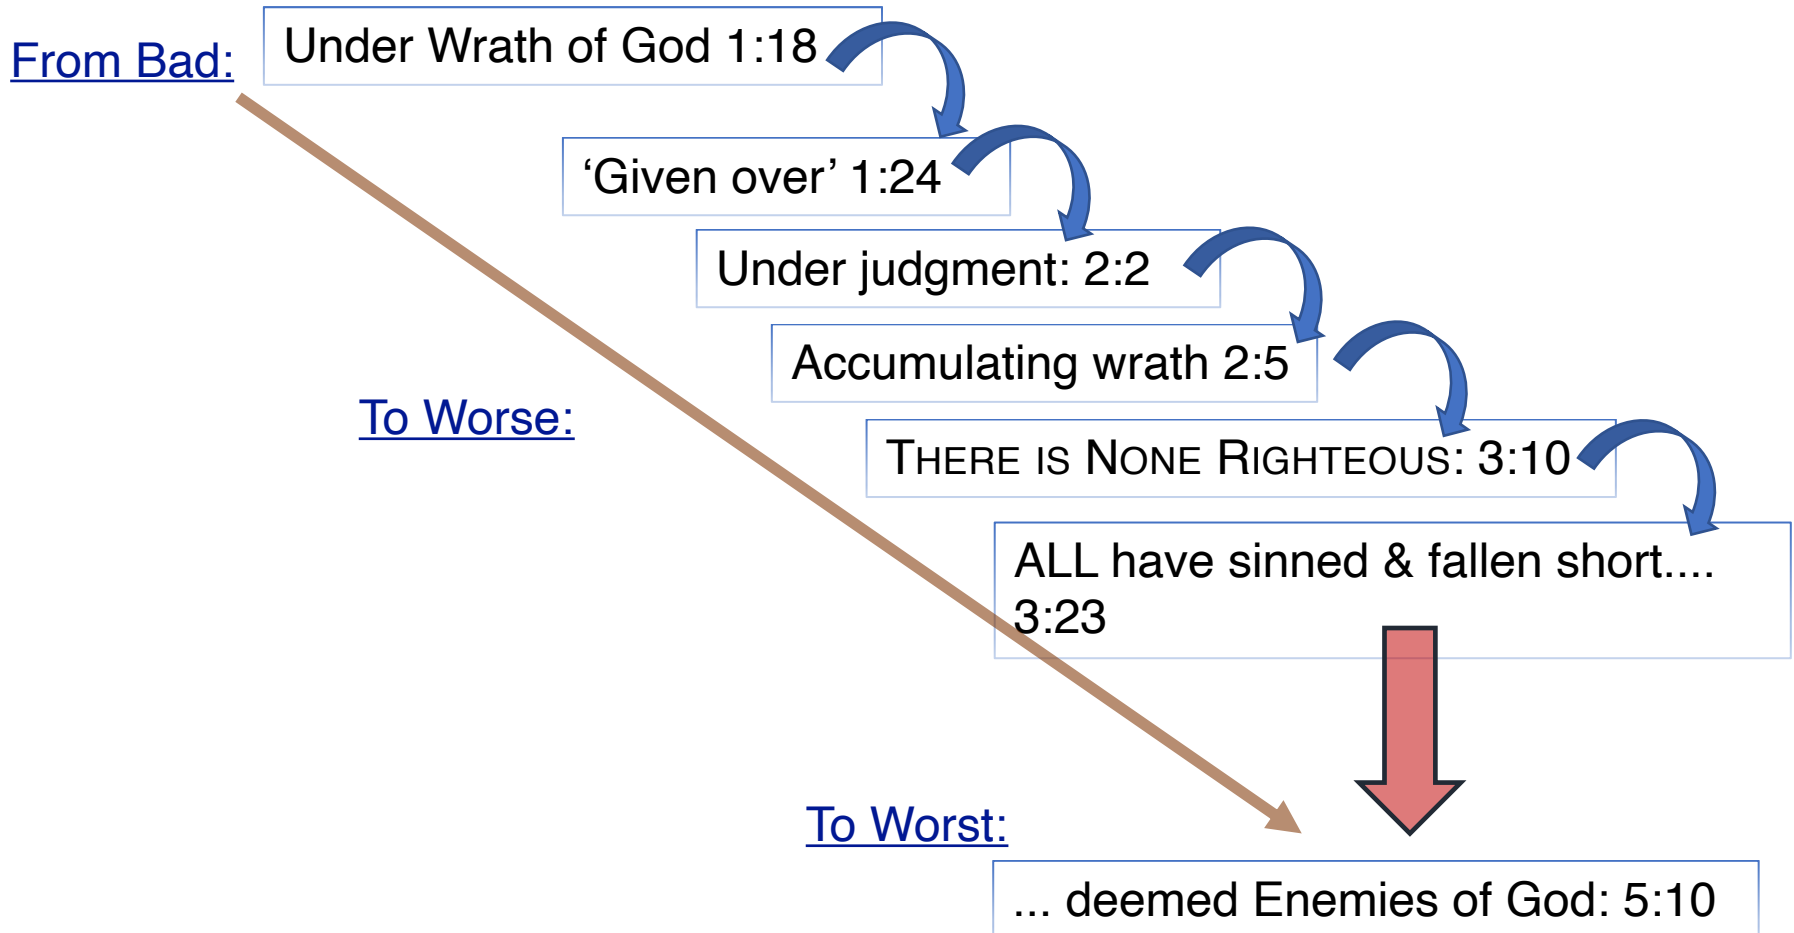 From Bad:
Under Wrath of God 1:18
‘Given over’ 1:24
Under judgment: 2:2
Accumulating wrath 2:5
To Worse:
THERE IS NONE RIGHTEOUS: 3:10
ALL have sinned & fallen short....
3:23
To Worst:
... deemed Enemies of God: 5:10